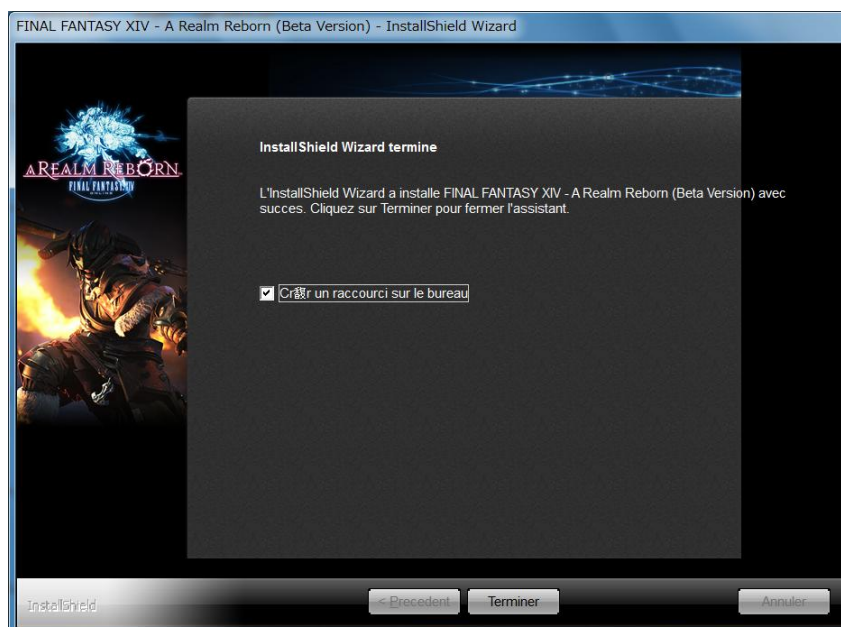 FINAL FANTASY XIV - A Realm Reborn (Beta Version) - InstallShield Wizard
A REALM REBORN
FINAL FANTASY XIV
ONLINE
InstallShield Wizard termine
L'InstallShield Wizard a installe FINAL FANTASY XIV - A Realm Reborn (Beta Version) avec
succes. Cliquez sur Terminer pour fermer l'assistant.
Cr馥r un raccourci sur le bureau
InstallShield
< Precedent
Terminer
Annuler